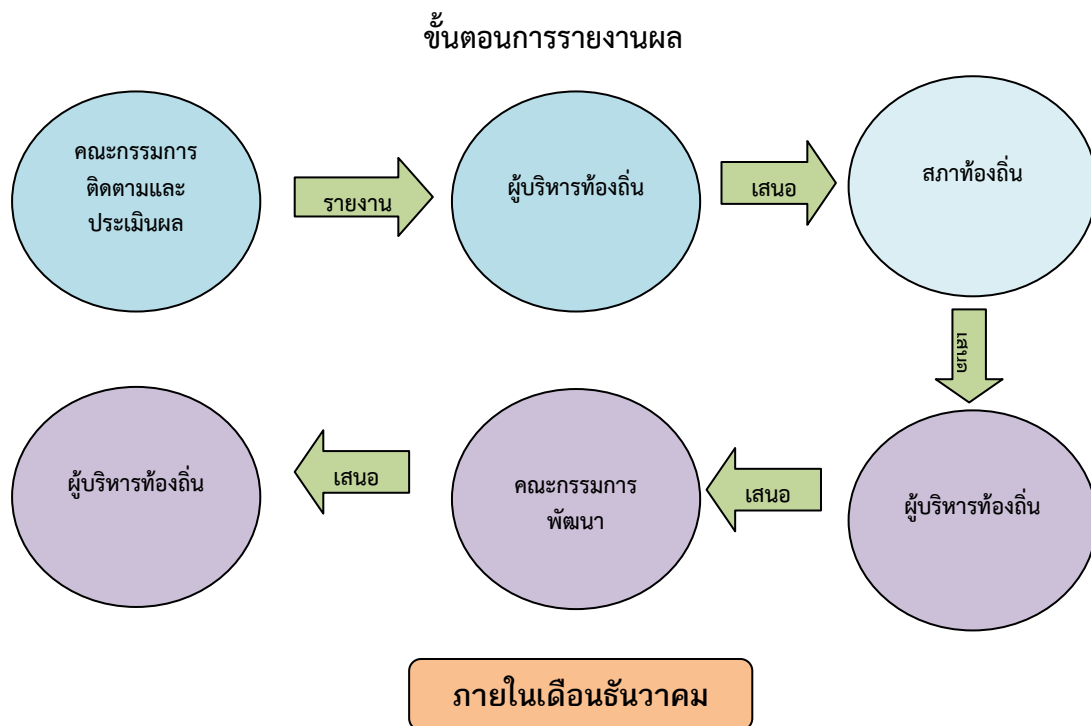 ขั้นตอนการรายงานผล
คณะกรรมการ
ติดตามและ
ประเมินผล
รายงาน
ผู้บริหารท้องถิ่น
เสนอ
สภาท้องถิ่น
เสนอ
ผู้บริหารท้องถิ่น
เสนอ
คณะกรรมการ
พัฒนา
เสนอ
ผู้บริหารท้องถิ่น
ภายในเดือนธันวาคม